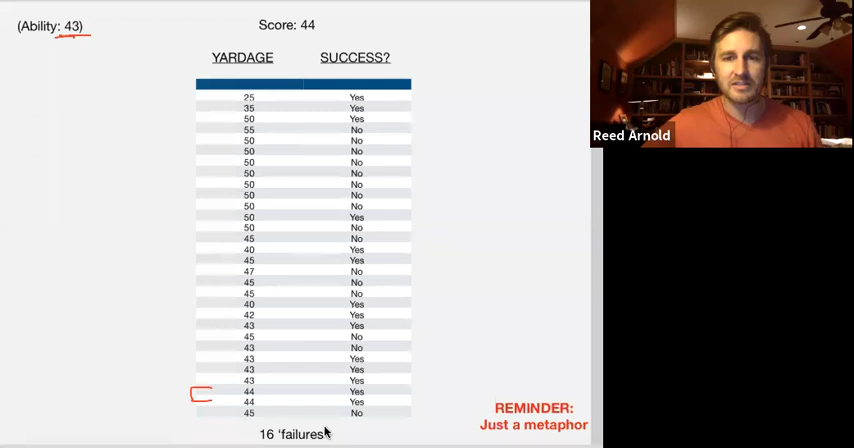 (Ability: 43)
Score: 44
YARDAGE SUCCESS?
25 Yes
35 Yes
50 Yes
55 No
50 No
50 No
50 No
50 No
50 No
50 No
50 No
50 Yes
50 No
45 No
40 Yes
45 Yes
47 No
45 No
45 No
40 Yes
42 Yes
43 Yes
45 No
43 No
43 Yes
43 Yes
43 Yes
44 Yes
44 Yes
45 No
16 ‘failures’
REMINDER:
Just a metaphor
Reed Arnold